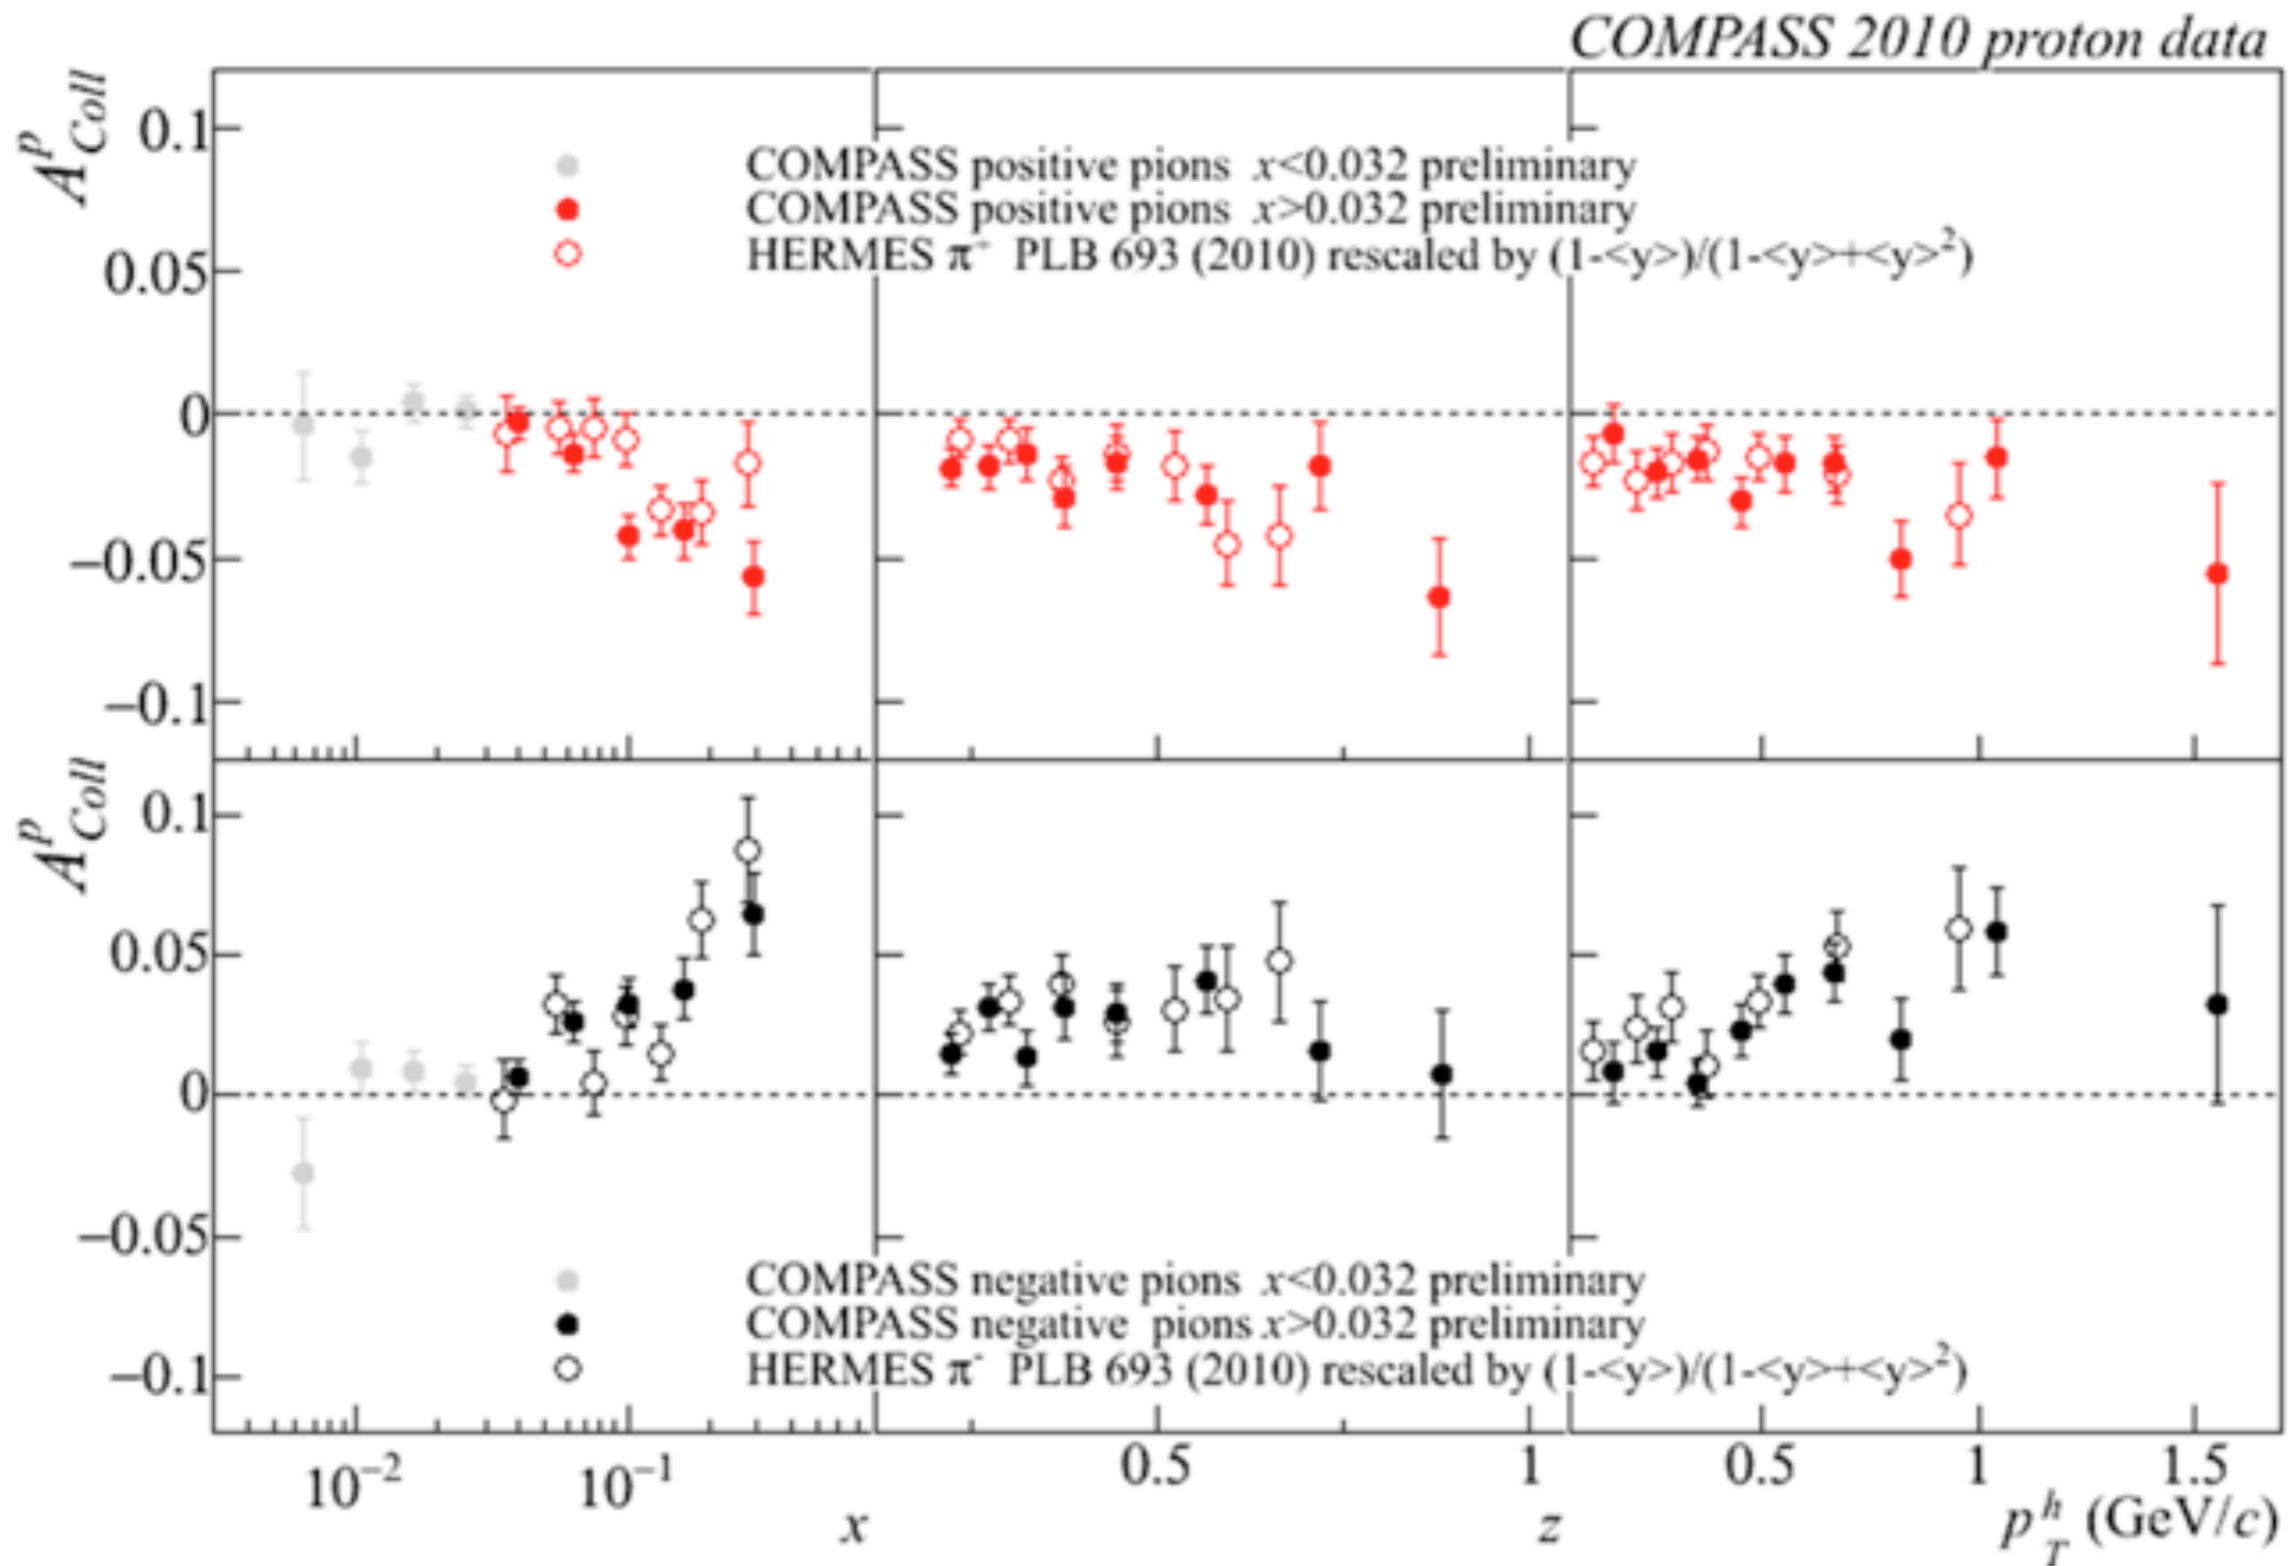 COMPASS 2010 proton data
A^p_Coll
0.1
COMPASS positive pions x<0.032 preliminary
COMPASS positive pions x>0.032 preliminary
0.05
HERMES π⁺ PLB 693 (2010) rescaled by (1-<y>)/(1-<y>+<y>²)
0
−0.05
−0.1
A^p_Coll
0.1
0.05
0
−0.05
COMPASS negative pions x<0.032 preliminary
COMPASS negative pions x>0.032 preliminary
−0.1
HERMES π⁻ PLB 693 (2010) rescaled by (1-<y>)/(1-<y>+<y>²)
10⁻² 10⁻¹ 0.5 1 0.5 1 1.5
x z p^h_T (GeV/c)